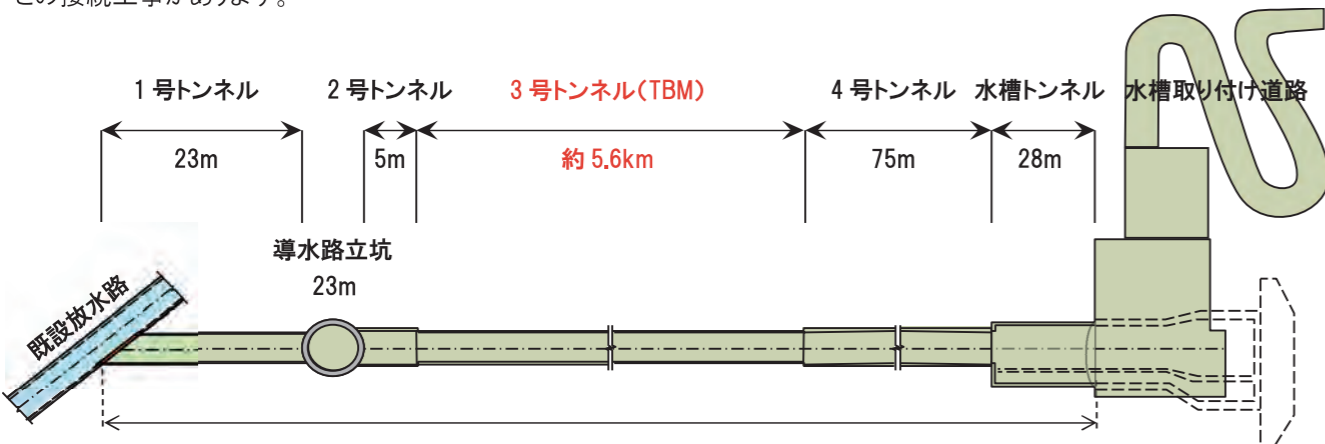 との接続工事があります。
1号トンネル 2号トンネル 3号トンネル(TBM) 4号トンネル 水槽トンネル 水槽取り付け道路
23m 5m 約5.6km 75m 28m
導水路立坑
23m
既設放水路